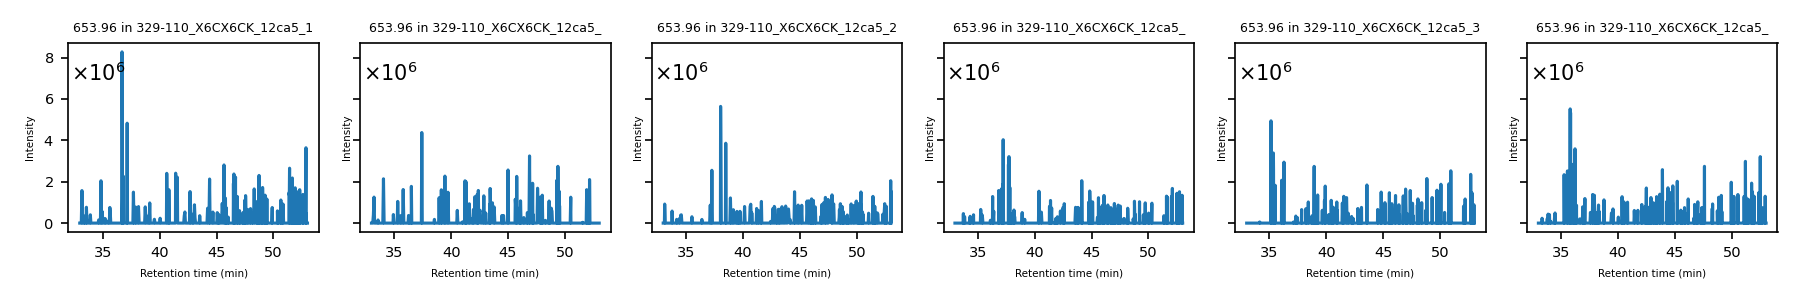 653.96 in 329-110_X6CX6CK_12ca5_1
653.96 in 329-110_X6CX6CK_12ca5_
653.96 in 329-110_X6CX6CK_12ca5_2
653.96 in 329-110_X6CX6CK_12ca5_
653.96 in 329-110_X6CX6CK_12ca5_3
653.96 in 329-110_X6CX6CK_12ca5_
×10⁶
×10⁶
×10⁶
×10⁶
×10⁶
×10⁶
8
6
4
2
0
Intensity
Intensity
Intensity
Intensity
Intensity
Intensity
35 40 45 50
35 40 45 50
35 40 45 50
35 40 45 50
35 40 45 50
35 40 45 50
Retention time (min)
Retention time (min)
Retention time (min)
Retention time (min)
Retention time (min)
Retention time (min)